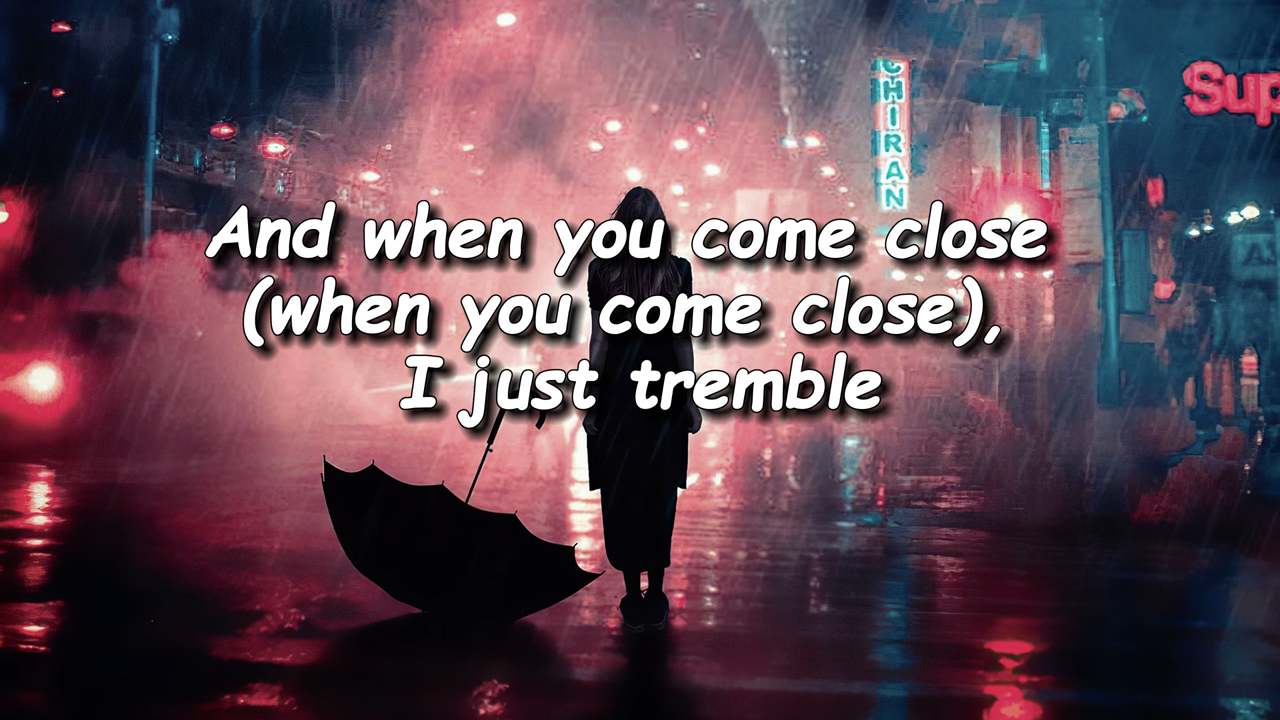 CHIRAN
Sup
And when you come close
(when you come close),
I just tremble